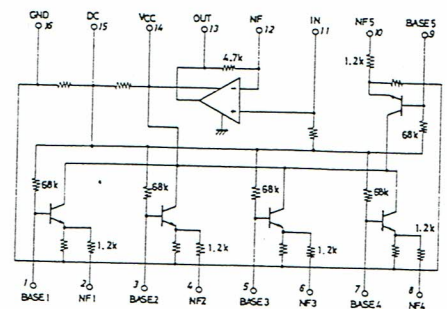 GND DC VCC OUT NF IN NF5 BASE5
16 15 14 13 12 11 10 9
4.7k 1.2k
68k
68k 68k 68k 68k
1.2k 1.2k 1.2k 1.2k
1 2 3 4 5 6 7 8
BASE1 NF1 BASE2 NF2 BASE3 NF3 BASE4 NF4